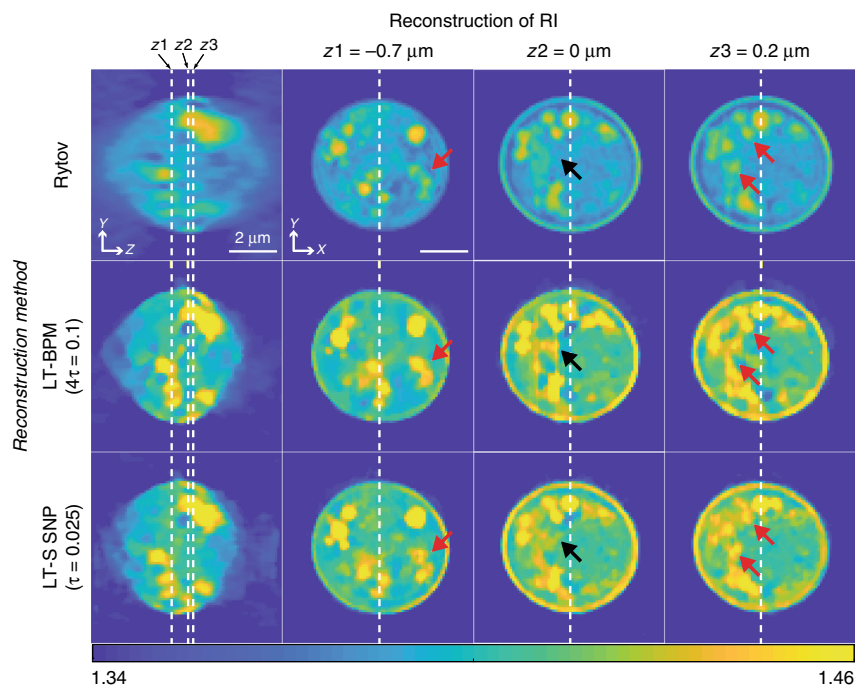 Reconstruction of RI
z1 z2 z3
z1 = −0.7 μm
z2 = 0 μm
z3 = 0.2 μm
Reconstruction method
Rytov
Y
Z
2 μm
Y
X
LT-BPM
(4τ = 0.1)
LT-S SNP
(τ = 0.025)
1.34
1.46